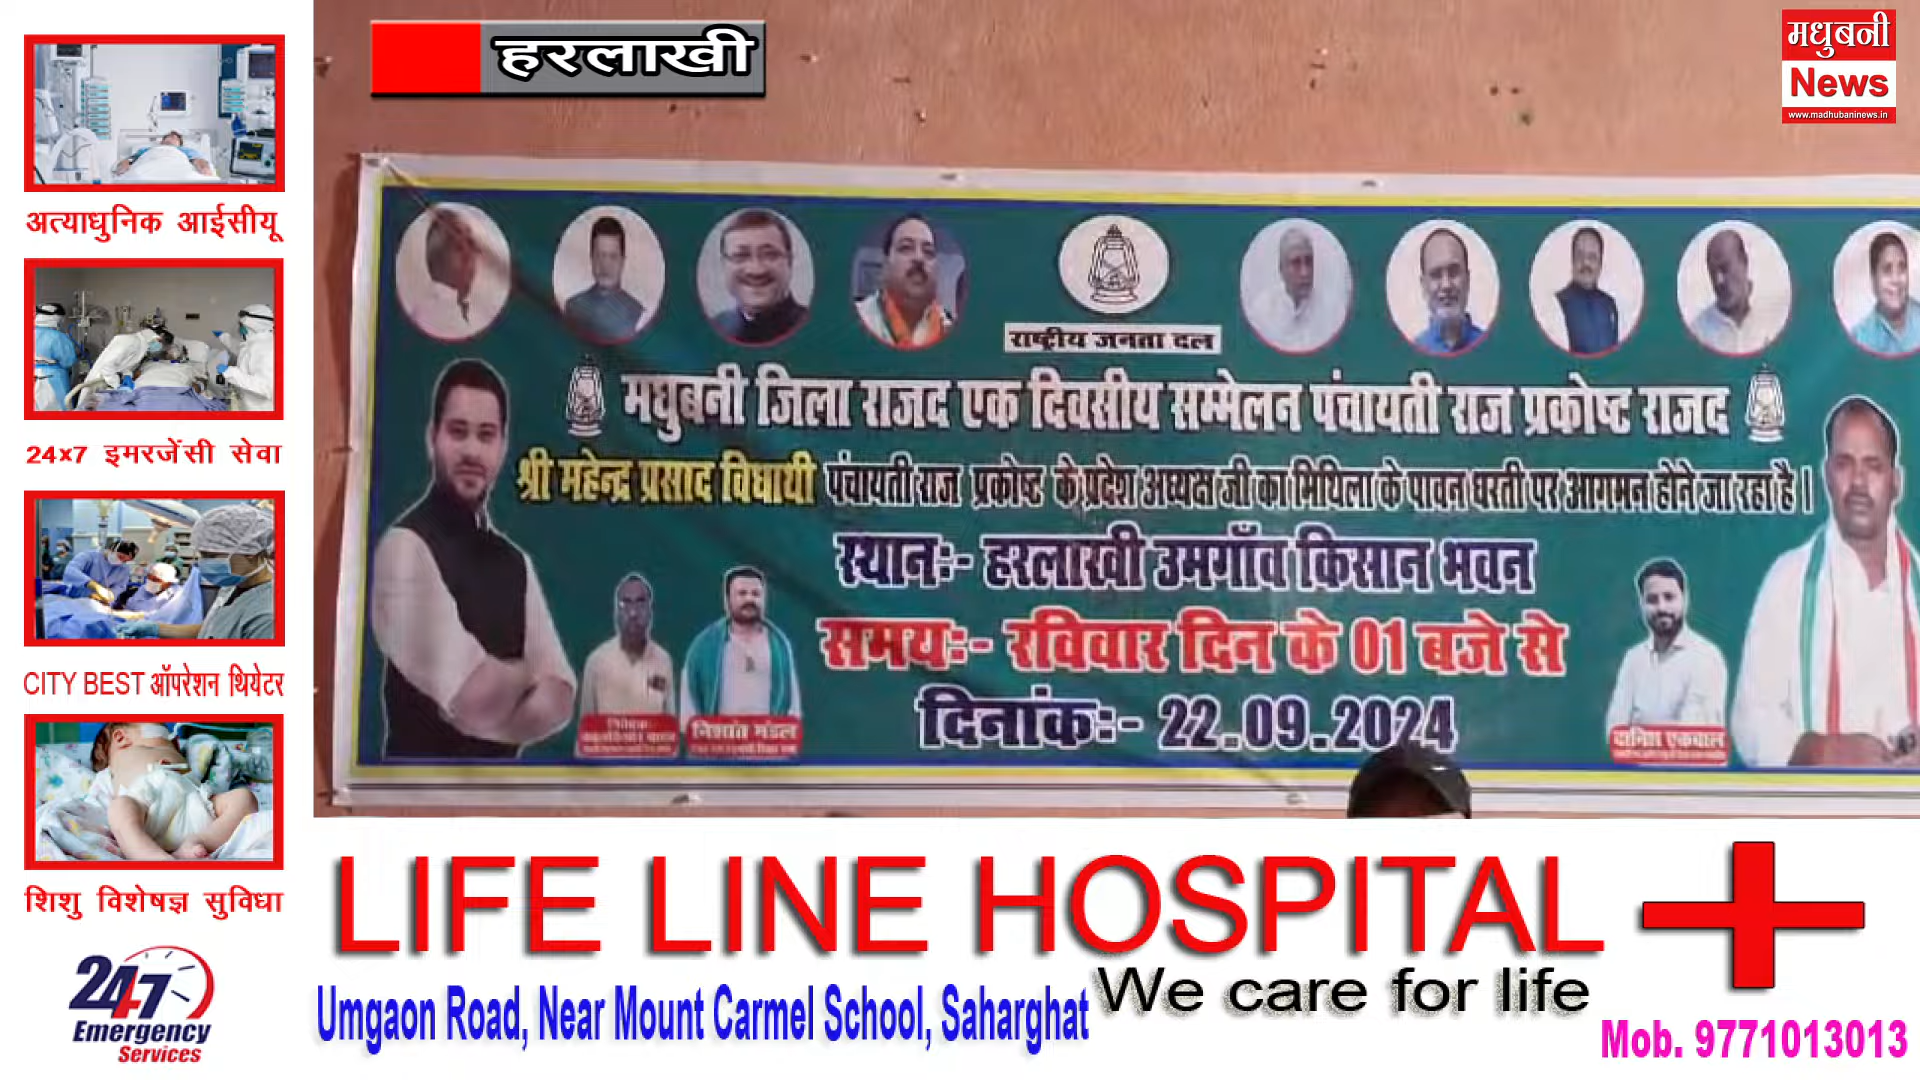 हरलाखी
मधुबनी
News
www.madhubaninews.in
अत्याधुनिक आईसीयू
24x7 इमरजेंसी सेवा
CITY BEST ऑपरेशन थियेटर
शिशु विशेषज्ञ सुविधा
24x7
Emergency
Services
राष्ट्रीय जनता दल
मधुबनी जिला राजद एक दिवसीय सम्मेलन पंचायती राज प्रकोष्ट राजद
श्री महेन्द्र प्रसाद विधार्थी पंचायती राज प्रकोष्ट के प्रदेश अध्यक्ष जी का मिथिला के पावन धरती पर आगमन होने जा रहा है।
स्थानः- हरलाखी उमगाँव किसान भवन
समयः- रविवार दिन के 01 बजे से
दिनांकः- 22.09.2024
निवेदक
निशांत मंडल
दानिश एकबाल
LIFE LINE HOSPITAL
We care for life
Umgaon Road, Near Mount Carmel School, Saharghat
Mob. 9771013013